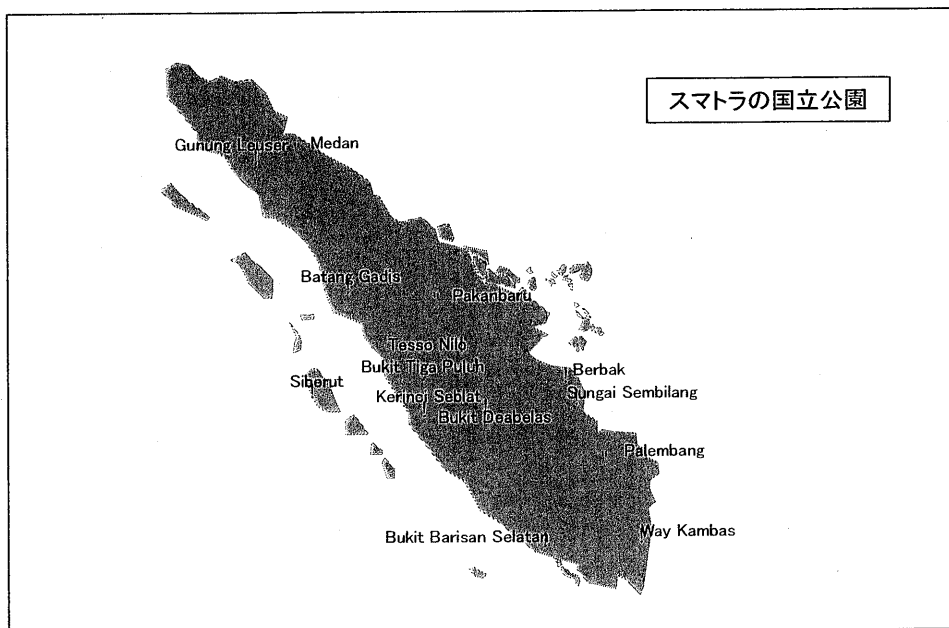 スマトラの国立公園
Gunung Leuser
Medan
Batang Gadis
Pakanbaru
Tesso Nilo
Bukit Tiga Puluh
Berbak
Siberut
Sungai Sembilang
Kerinci Seblat
Bukit Doabelas
Palembang
Way Kambas
Bukit Barisan Selatan